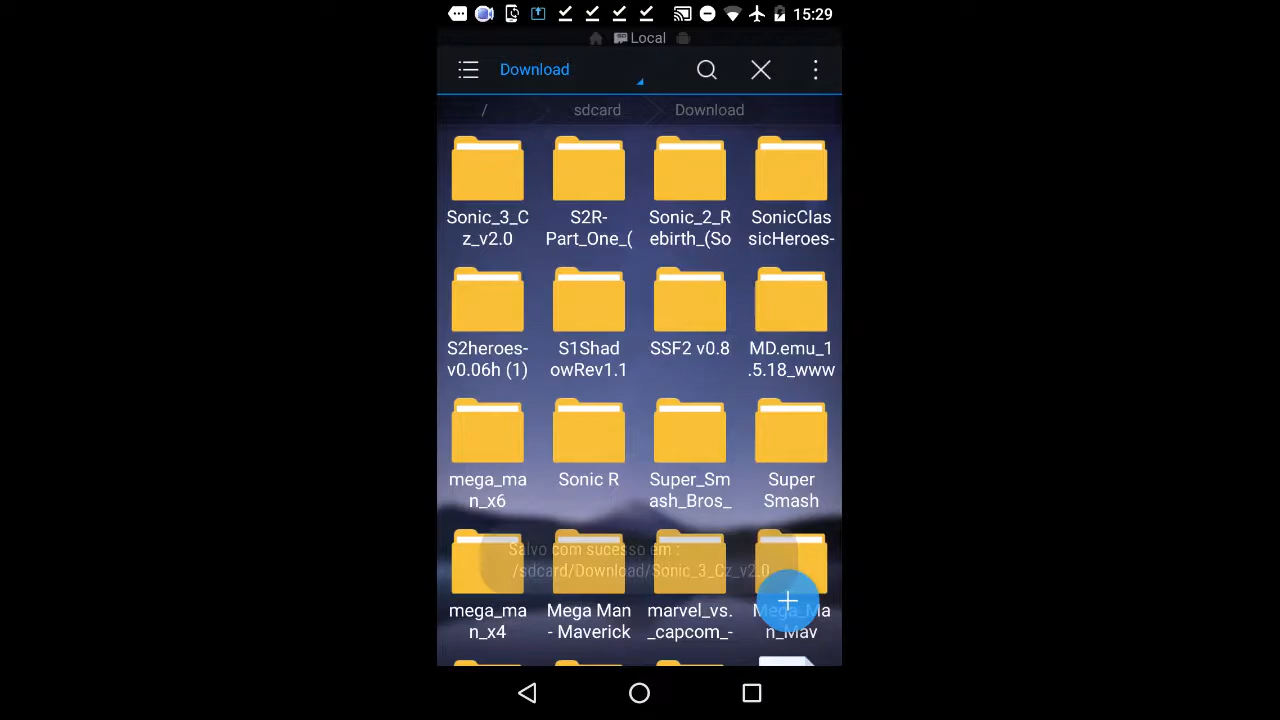 15:29
Local
Download
/ sdcard Download
Sonic_3_C
z_v2.0
S2R-
Part_One_(
Sonic_2_R
ebirth_(So
SonicClas
sicHeroes-
S2heroes-
v0.06h (1)
S1Shad
owRev1.1
SSF2 v0.8
MD.emu_1
.5.18_www
mega_ma
n_x6
Sonic R
Super_Sm
ash_Bros_
Super
Smash
Salvo com sucesso em :
/sdcard/Download/Sonic_3_Cz_v2.0
mega_ma
n_x4
Mega Man
- Maverick
marvel_vs.
_capcom_-
Mega_Ma
n_Mav